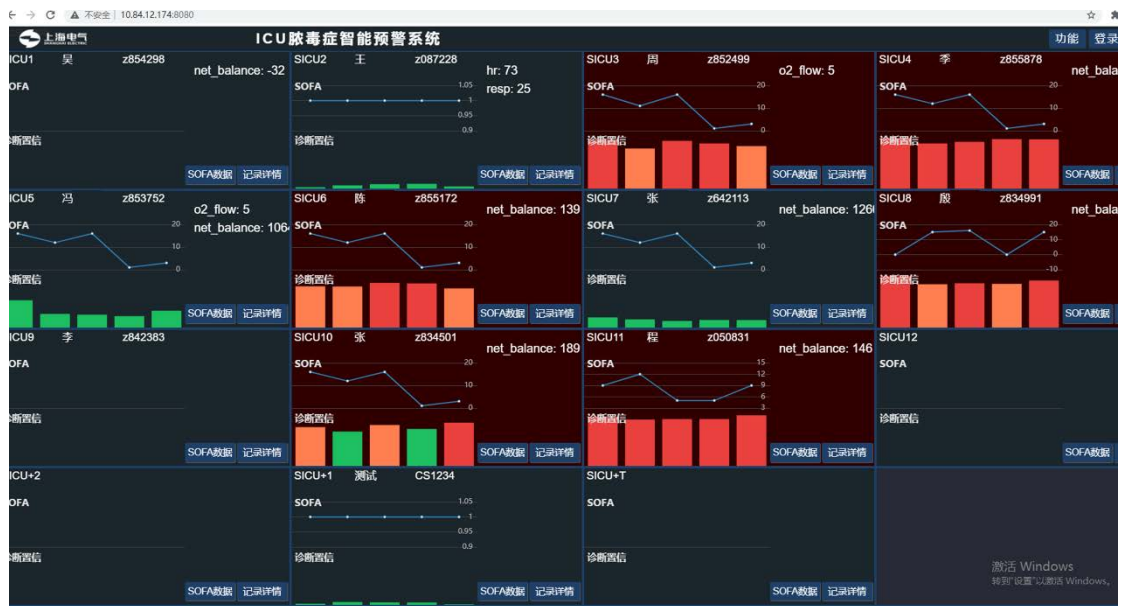 不安全 | 10.84.12.174:8080
上海电气
SHANGHAI ELECTRIC
ICU脓毒症智能预警系统
功能 登录
ICU1 吴 z854298
net_balance: -32
OFA
诊断置信
SOFA数据 记录详情
SICU2 王 z087228
hr: 73
resp: 25
SOFA
1.05
1
0.95
0.9
诊断置信
SOFA数据 记录详情
SICU3 周 z852499
o2_flow: 5
SOFA
20
10
0
诊断置信
SOFA数据 记录详情
SICU4 季 z855878
net_bala
SOFA
20
10
0
诊断置信
SOFA数据
ICU5 冯 z853752
o2_flow: 5
net_balance: 106
OFA
20
10
0
诊断置信
SOFA数据 记录详情
SICU6 陈 z855172
net_balance: 139
SOFA
20
10
0
诊断置信
SOFA数据 记录详情
SICU7 张 z642113
net_balance: 126
SOFA
20
10
0
诊断置信
SOFA数据 记录详情
SICU8 殷 z834991
net_bala
SOFA
20
10
0
-10
诊断置信
SOFA数据
ICU9 李 z842383
OFA
诊断置信
SOFA数据 记录详情
SICU10 张 z834501
net_balance: 189
SOFA
20
10
0
诊断置信
SOFA数据 记录详情
SICU11 程 z050831
net_balance: 146
SOFA
15
12
9
6
3
诊断置信
SOFA数据 记录详情
SICU12
SOFA
诊断置信
SOFA数据
SICU+2
OFA
诊断置信
SOFA数据 记录详情
SICU+1 测试 CS1234
SOFA
1.05
1
0.95
0.9
诊断置信
SOFA数据 记录详情
SICU+T
SOFA
诊断置信
SOFA数据 记录详情
激活 Windows
转到"设置"以激活 Windows。